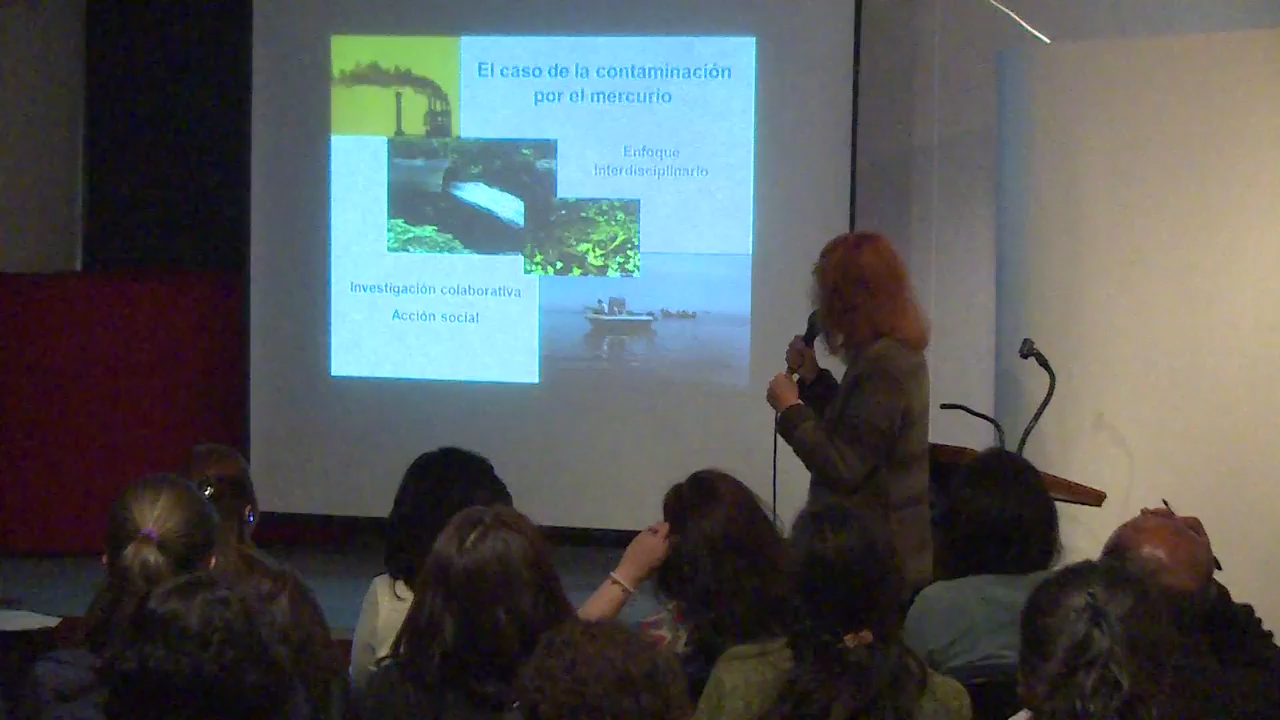 El caso de la contaminación
por el mercurio
Enfoque
Interdisciplinario
Investigación colaborativa
Acción social